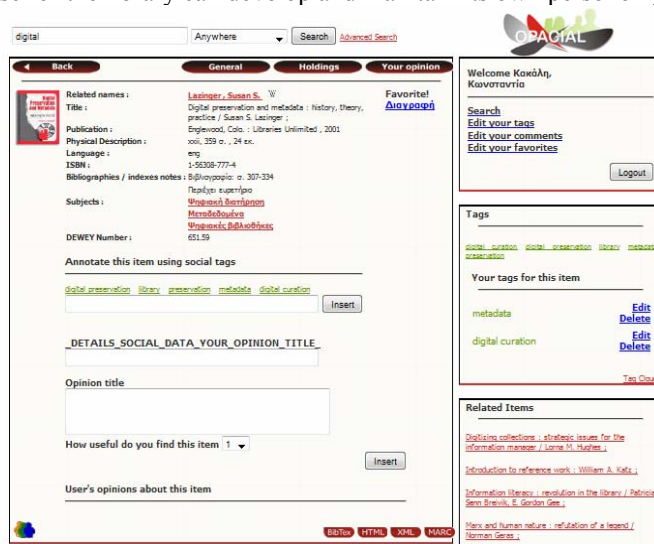 digital Anywhere Search Advanced Search
OPACIAL
Back General Holdings Your opinion
Related names : Lazinger, Susan S. W
Title : Digital preservation and metadata : history, theory,
practice / Susan S. Lazinger ;
Publication : Englewood, Colo. : Libraries Unlimited , 2001
Physical Description : xxii, 359 σ. , 24 εκ.
Language : eng
ISBN : 1-56308-777-4
Bibliographies / indexes notes : Βιβλιογραφία: σ. 307-334
Περιέχει ευρετήριο
Subjects : Ψηφιακή διατήρηση
Μεταδεδομένα
Ψηφιακές βιβλιοθήκες
DEWEY Number : 651.59
Favorite!
Διαγραφή
Annotate this item using social tags
digital preservation library preservation metadata digital curation
Insert
_DETAILS_SOCIAL_DATA_YOUR_OPINION_TITLE_
Opinion title
How useful do you find this item 1
Insert
User's opinions about this item
BibTex HTML XML MARC
Welcome Κακάλη,
Κωνσταντία
Search
Edit your tags
Edit your comments
Edit your favorites
Logout
Tags
digital curation digital preservation library
preservation
Your tags for this item
metadata Edit
Delete
digital curation Edit
Delete
Tag
Related Items
Digitizing collections : strategic issues for the
information manager / Lorna M. Hughes ;
Introduction to reference work : William A. Katz ;
Information literacy : revolution in the library / Patricia
Senn Breivik, E. Gordon Gee ;
Marx and human nature : refutation of a legend /
Norman Geras ;